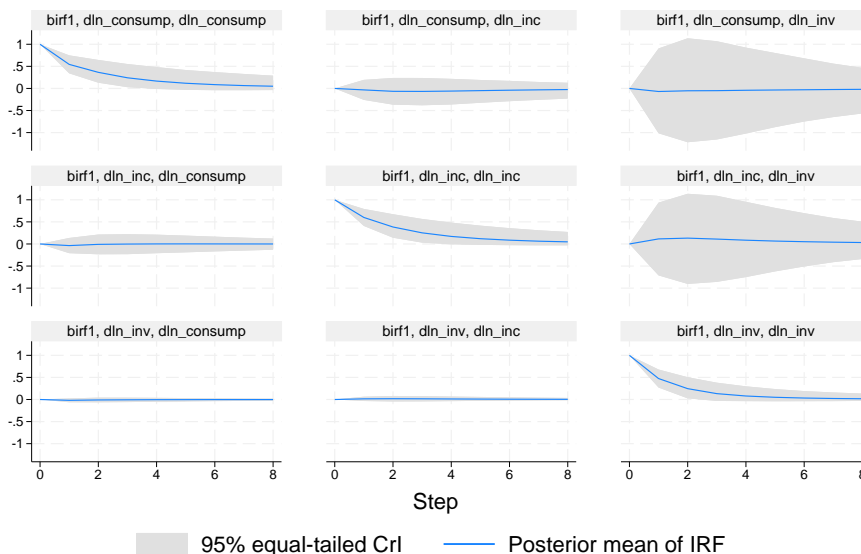 birf1, dln_consump, dln_consump
birf1, dln_consump, dln_inc
birf1, dln_consump, dln_inv
1
.5
0
-.5
-1
birf1, dln_inc, dln_consump
birf1, dln_inc, dln_inc
birf1, dln_inc, dln_inv
1
.5
0
-.5
-1
birf1, dln_inv, dln_consump
birf1, dln_inv, dln_inc
birf1, dln_inv, dln_inv
1
.5
0
-.5
-1
0 2 4 6 8
0 2 4 6 8
0 2 4 6 8
Step
95% equal-tailed CrI
Posterior mean of IRF